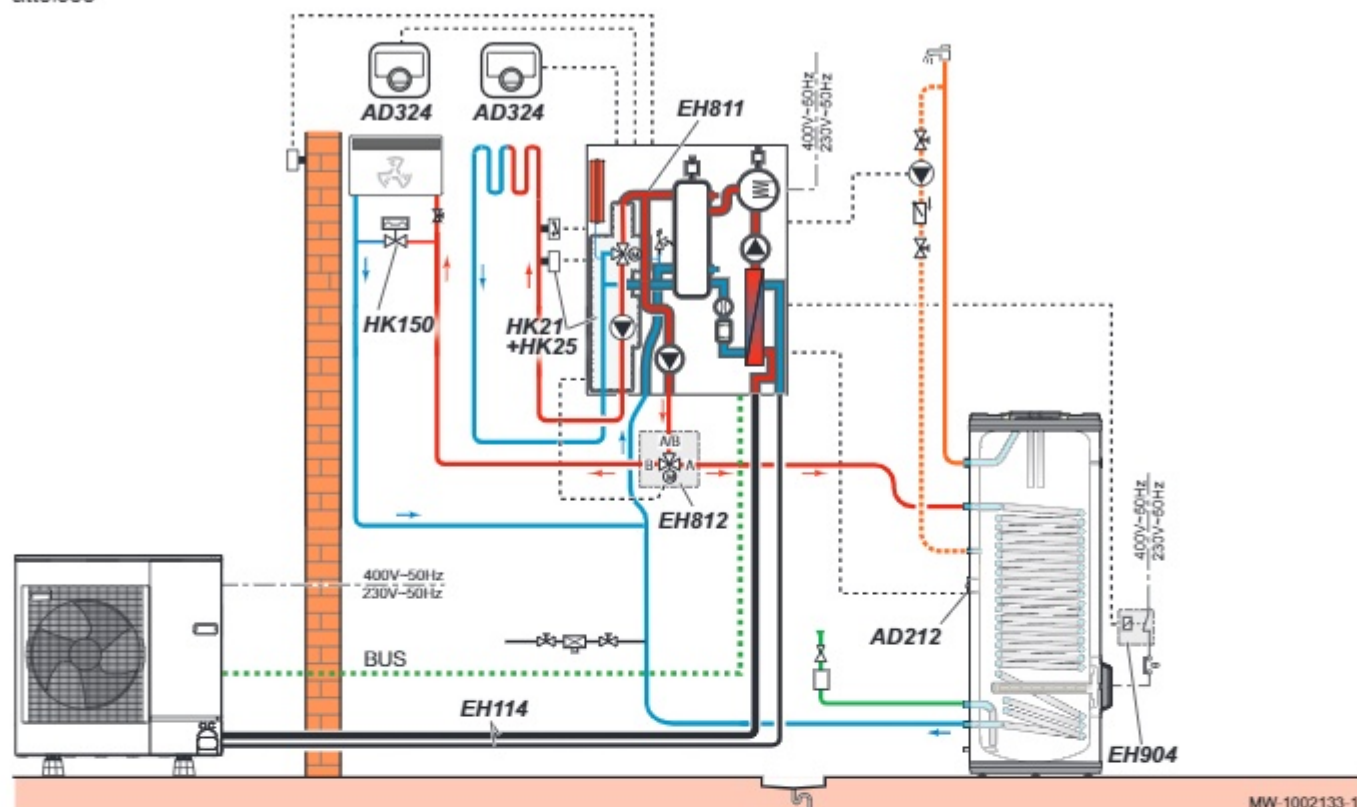 AD324
AD324
EH811
400V~50Hz
230V~50Hz
HK150
HK21
+HK25
A/B
B
A
EH812
400V~50Hz
230V~50Hz
400V~50Hz
230V~50Hz
AD212
BUS
EH114
EH904
MW-1002133-1